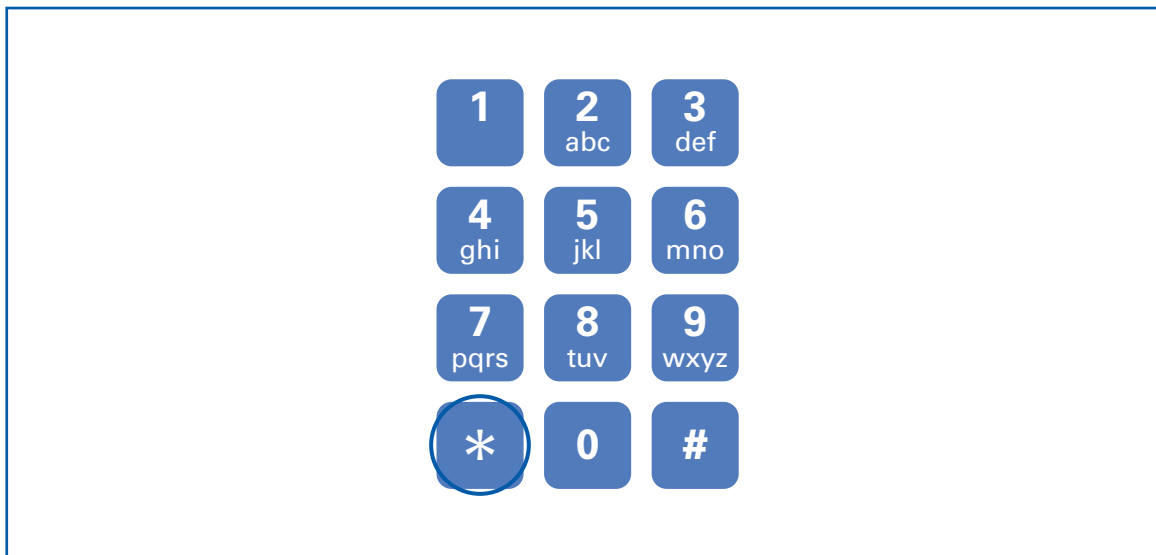 1 2 3
abc def
4 5 6
ghi jkl mno
7 8 9
pqrs tuv wxyz
* 0 #